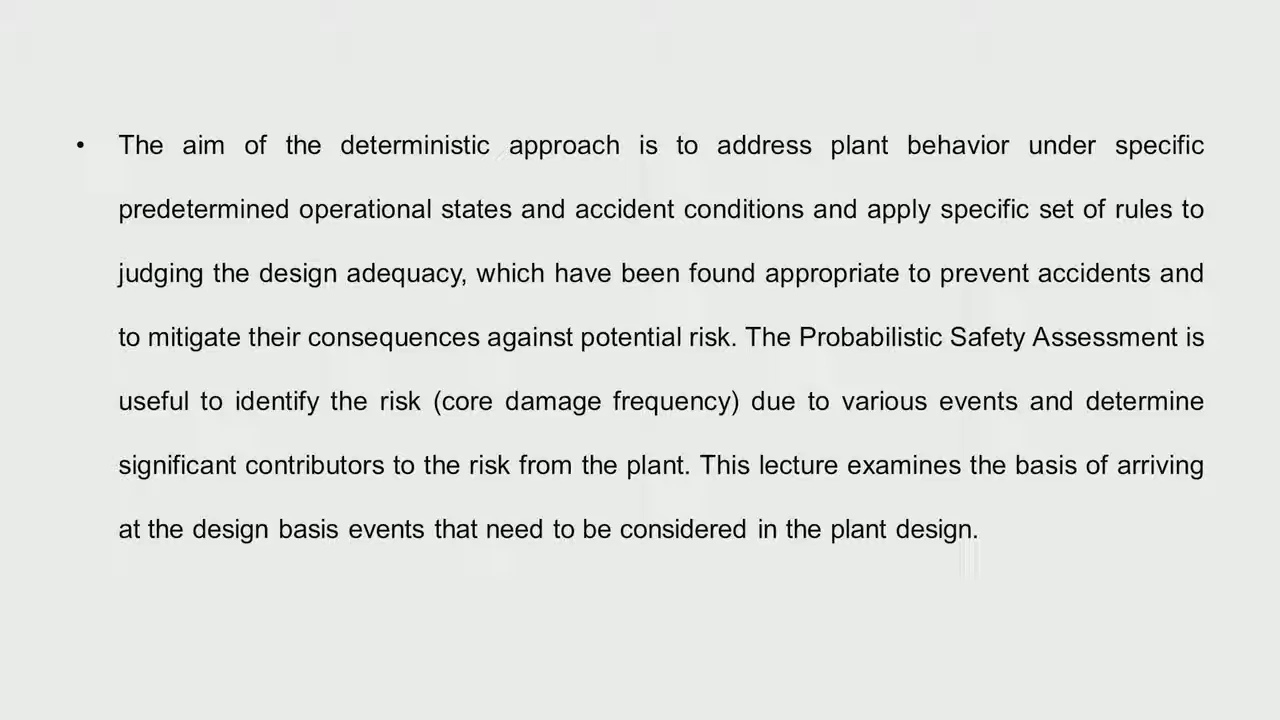 • The aim of the deterministic approach is to address plant behavior under specific
predetermined operational states and accident conditions and apply specific set of rules to
judging the design adequacy, which have been found appropriate to prevent accidents and
to mitigate their consequences against potential risk. The Probabilistic Safety Assessment is
useful to identify the risk (core damage frequency) due to various events and determine
significant contributors to the risk from the plant. This lecture examines the basis of arriving
at the design basis events that need to be considered in the plant design.